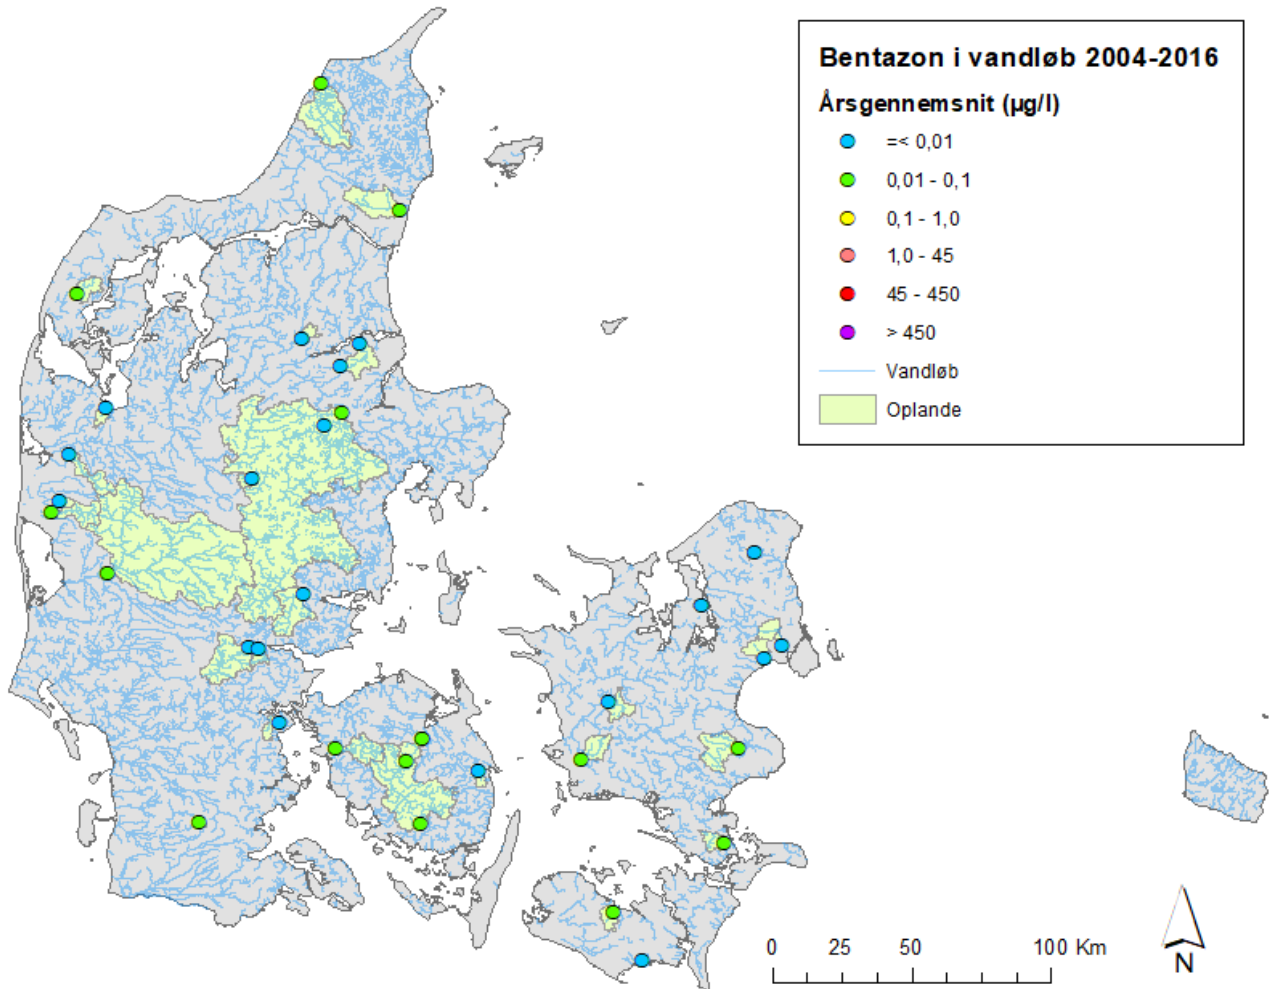 Bentazon i vandløb 2004-2016
Årsgennemsnit (µg/l)
=< 0,01
0,01 - 0,1
0,1 - 1,0
1,0 - 45
45 - 450
> 450
Vandløb
Oplande
0 25 50 100 Km
N